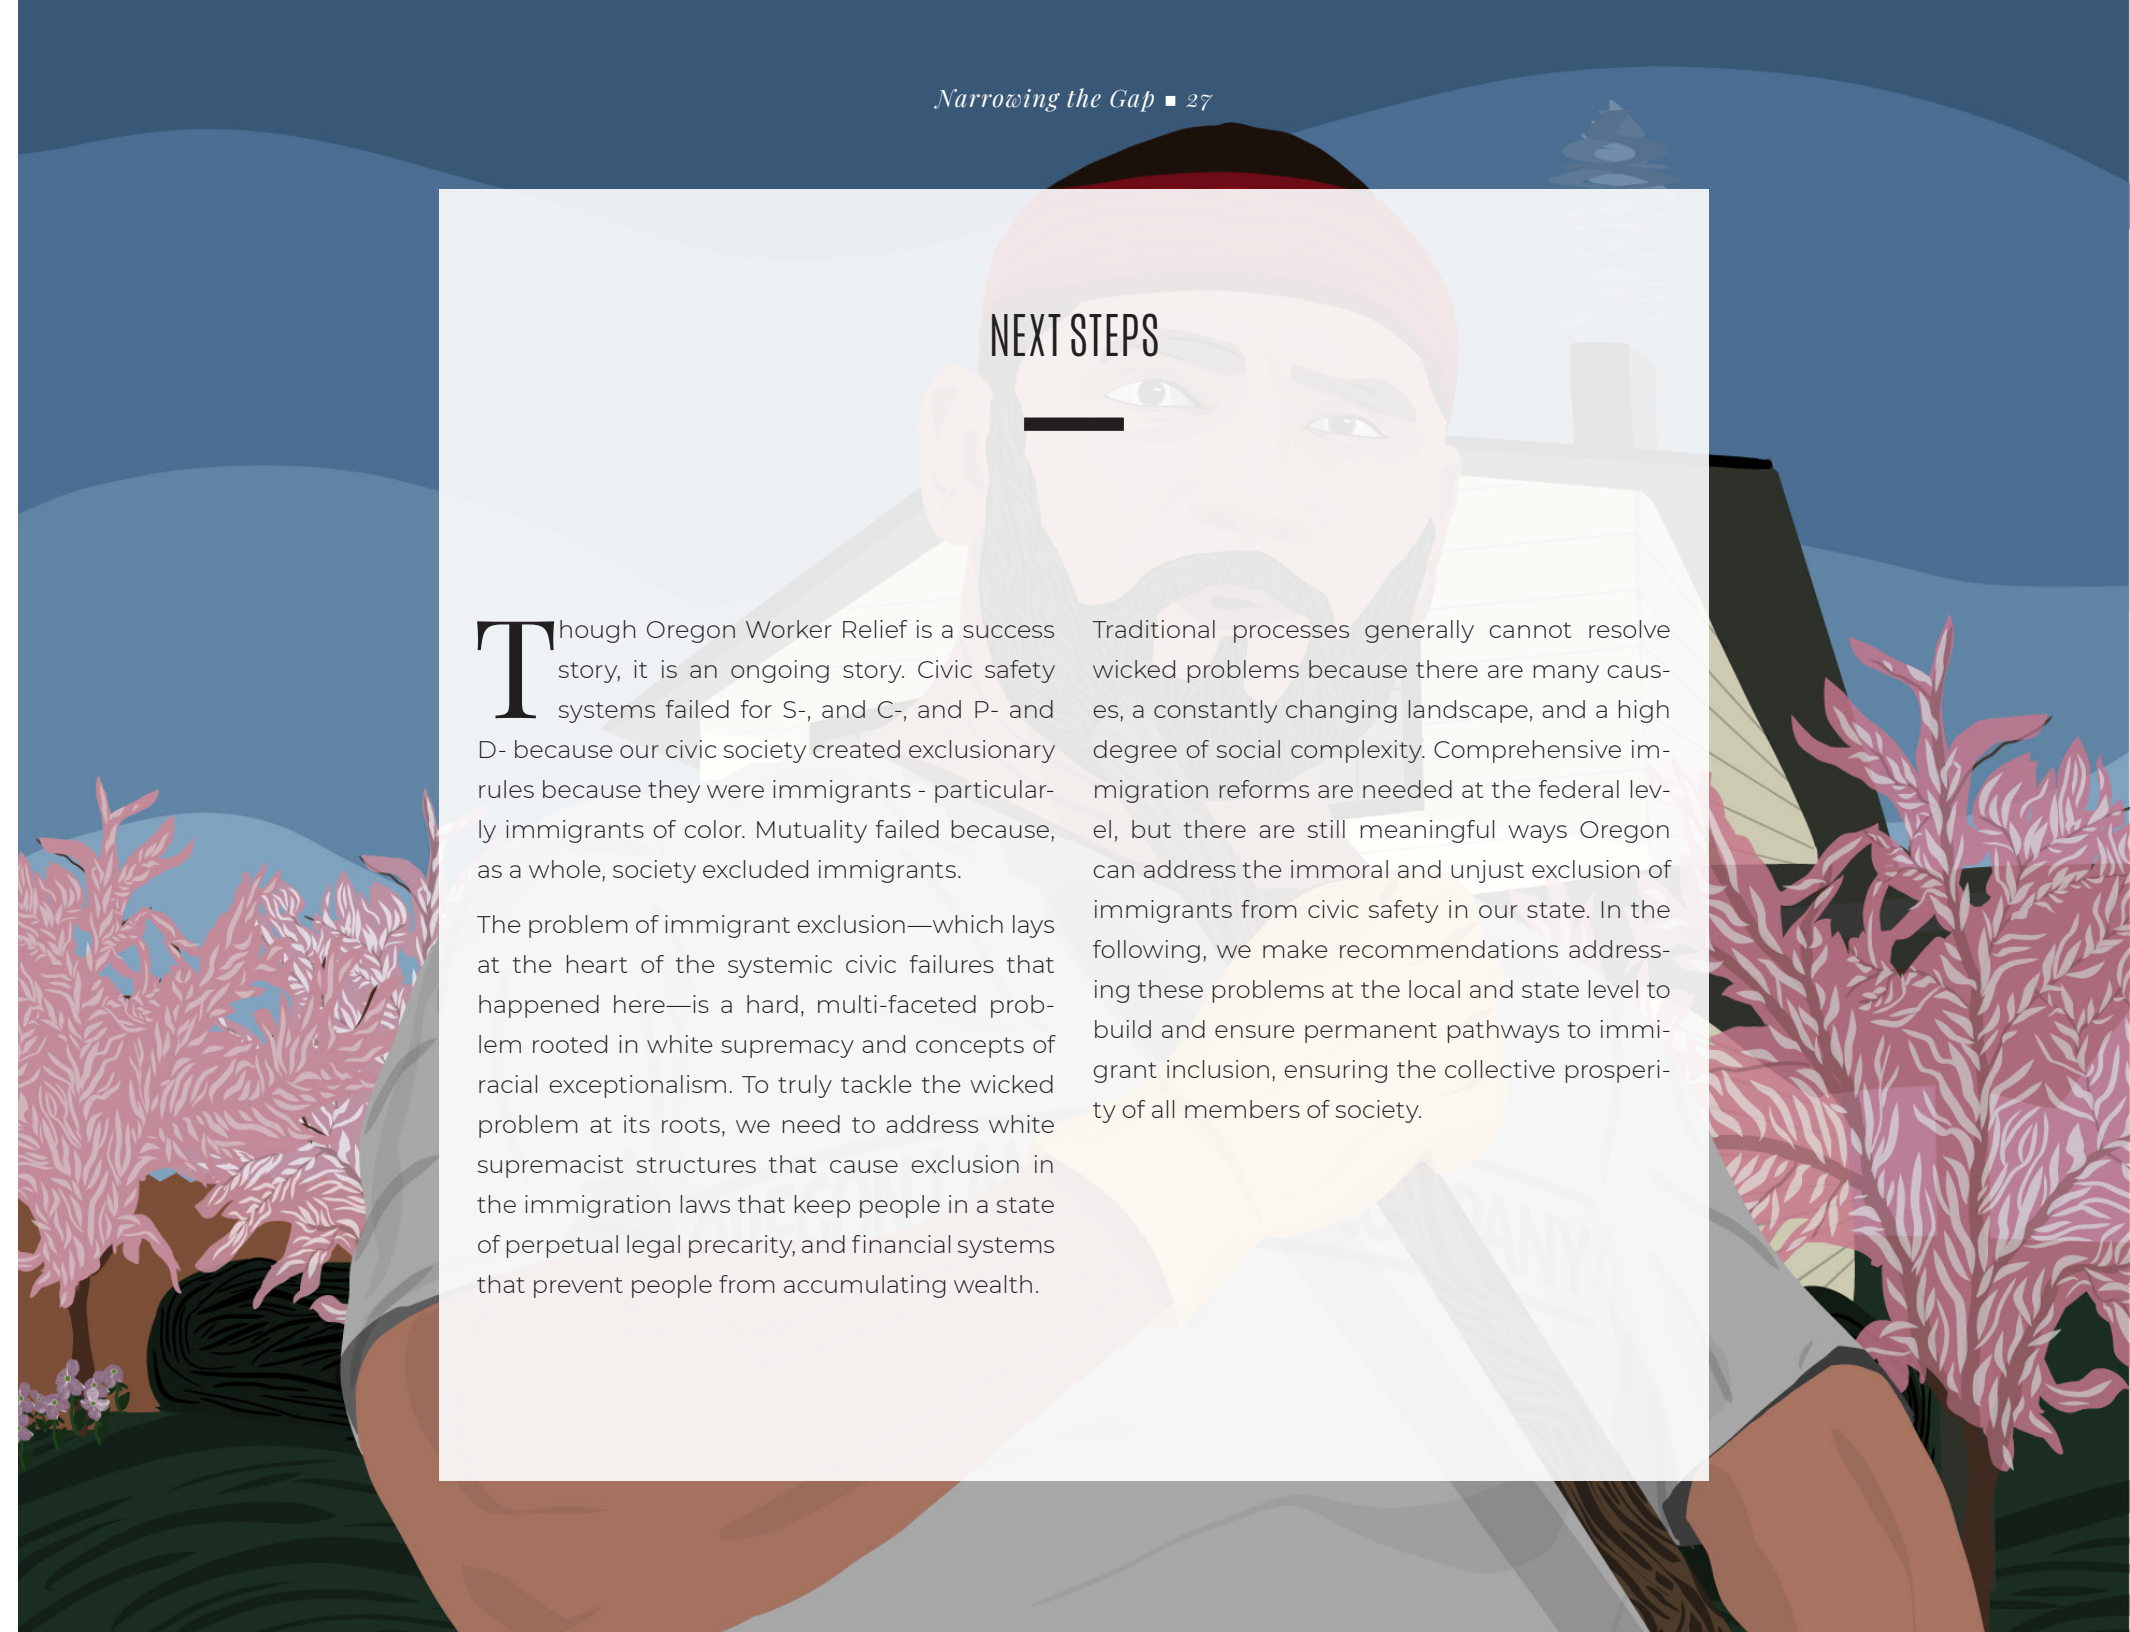 Narrowing the Gap ▪ 27
NEXT STEPS
Though Oregon Worker Relief is a success
story, it is an ongoing story. Civic safety
systems failed for S-, and C-, and P- and
D- because our civic society created exclusionary
rules because they were immigrants - particular-
ly immigrants of color. Mutuality failed because,
as a whole, society excluded immigrants.
The problem of immigrant exclusion—which lays
at the heart of the systemic civic failures that
happened here—is a hard, multi-faceted prob-
lem rooted in white supremacy and concepts of
racial exceptionalism. To truly tackle the wicked
problem at its roots, we need to address white
supremacist structures that cause exclusion in
the immigration laws that keep people in a state
of perpetual legal precarity, and financial systems
that prevent people from accumulating wealth.
Traditional processes generally cannot resolve
wicked problems because there are many caus-
es, a constantly changing landscape, and a high
degree of social complexity. Comprehensive im-
migration reforms are needed at the federal lev-
el, but there are still meaningful ways Oregon
can address the immoral and unjust exclusion of
immigrants from civic safety in our state. In the
following, we make recommendations address-
ing these problems at the local and state level to
build and ensure permanent pathways to immi-
grant inclusion, ensuring the collective prosperi-
ty of all members of society.